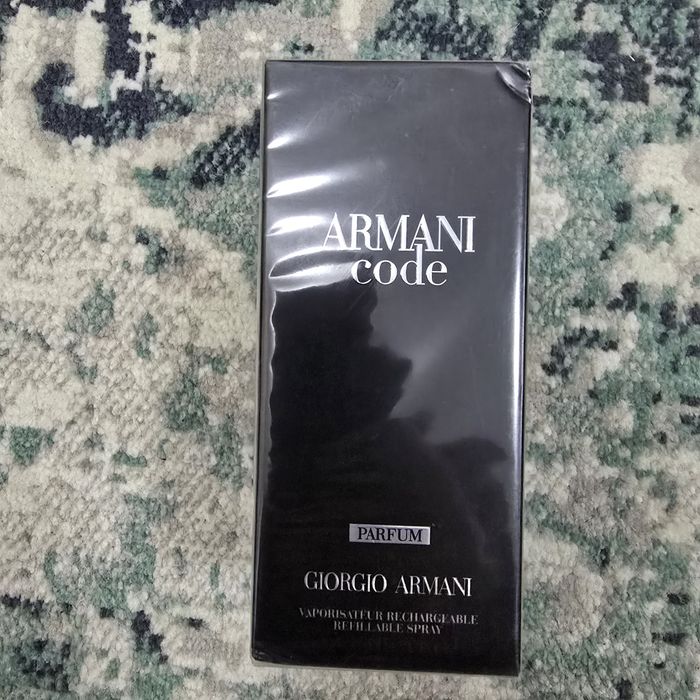 ARMANI
code
PARFUM
GIORGIO ARMANI
VAPORISATEUR RECHARGEABLE
REFILLABLE SPRAY